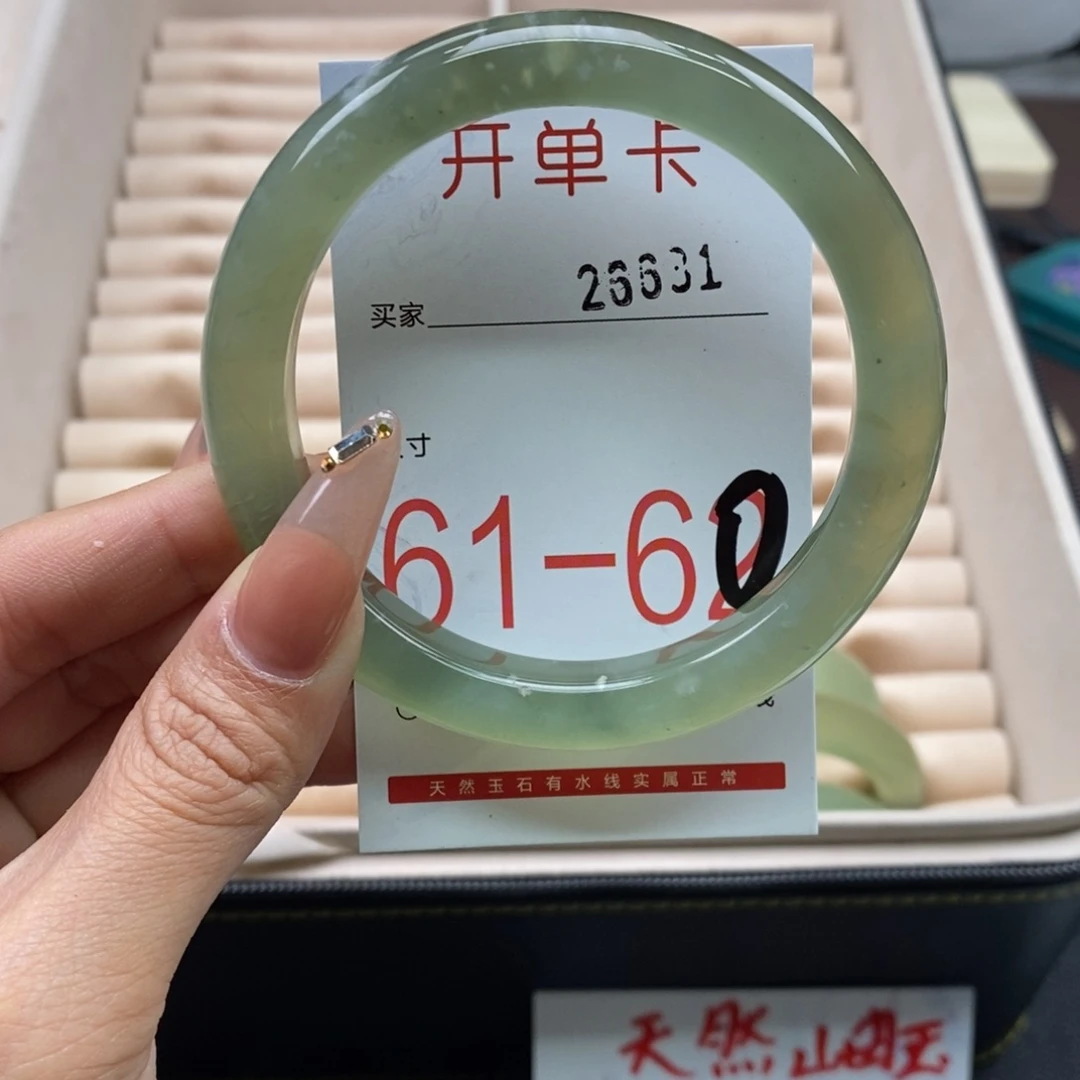 开单卡
买家 26631
寸
61-60
天然玉石有水线实属正常
天然山